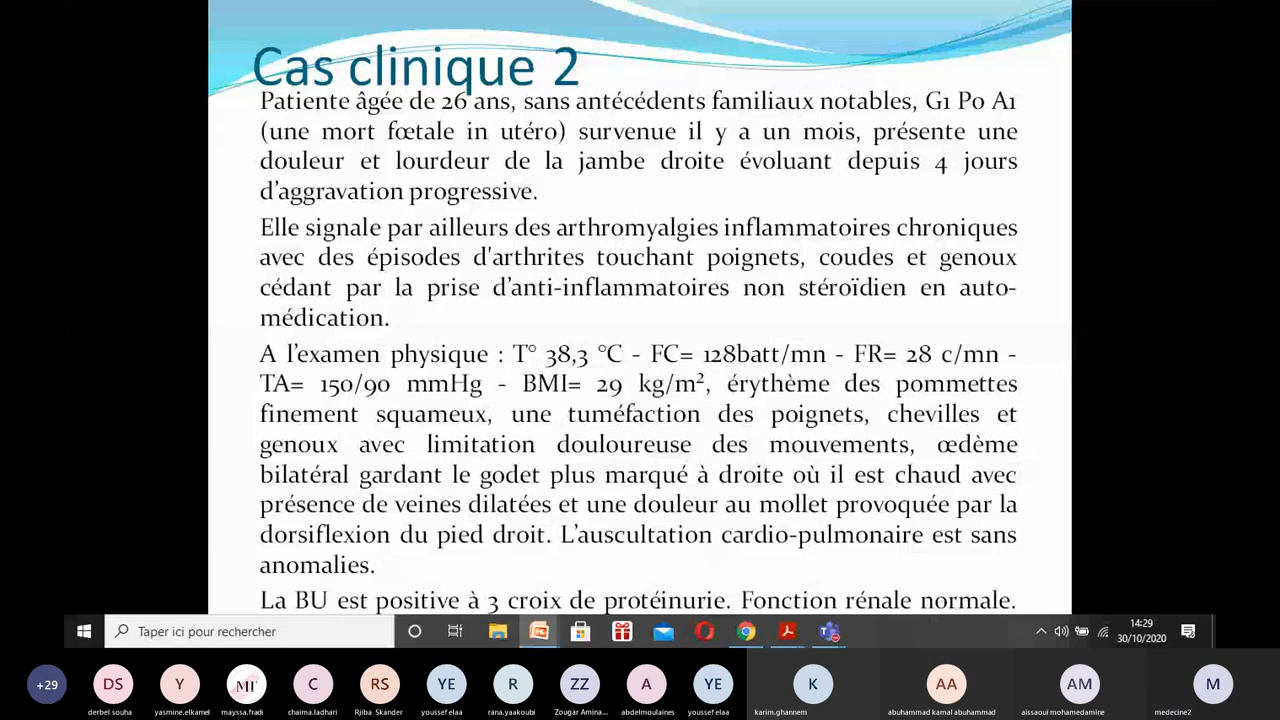 Cas clinique 2
Patiente âgée de 26 ans, sans antécédents familiaux notables, G1 P0 A1
(une mort fœtale in utéro) survenue il y a un mois, présente une
douleur et lourdeur de la jambe droite évoluant depuis 4 jours
d'aggravation progressive.
Elle signale par ailleurs des arthromyalgies inflammatoires chroniques
avec des épisodes d'arthrites touchant poignets, coudes et genoux
cédant par la prise d'anti-inflammatoires non stéroïdien en auto-
médication.
A l'examen physique : T° 38,3 °C - FC= 128batt/mn - FR= 28 c/mn -
TA= 150/90 mmHg - BMI= 29 kg/m², érythème des pommettes
finement squameux, une tuméfaction des poignets, chevilles et
genoux avec limitation douloureuse des mouvements, œdème
bilatéral gardant le godet plus marqué à droite où il est chaud avec
présence de veines dilatées et une douleur au mollet provoquée par la
dorsiflexion du pied droit. L'auscultation cardio-pulmonaire est sans
anomalies.
La BU est positive à 3 croix de protéinurie. Fonction rénale normale.
Taper ici pour rechercher
14:29
30/10/2020
+29
DS
Y
MF
C
RS
YE
R
ZZ
A
YE
K
AA
AM
M
derbel souha
yasmine.elkamel
mayssa.fradi
chaima.ladhari
Rjiba Skander
youssef elaa
rana.yaakoubi
Zougar Amina...
abdelmoulaines
youssef elaa
karim.ghannem
abuhammad kamal abuhammad
aissaoui mohamedamine
medecine2